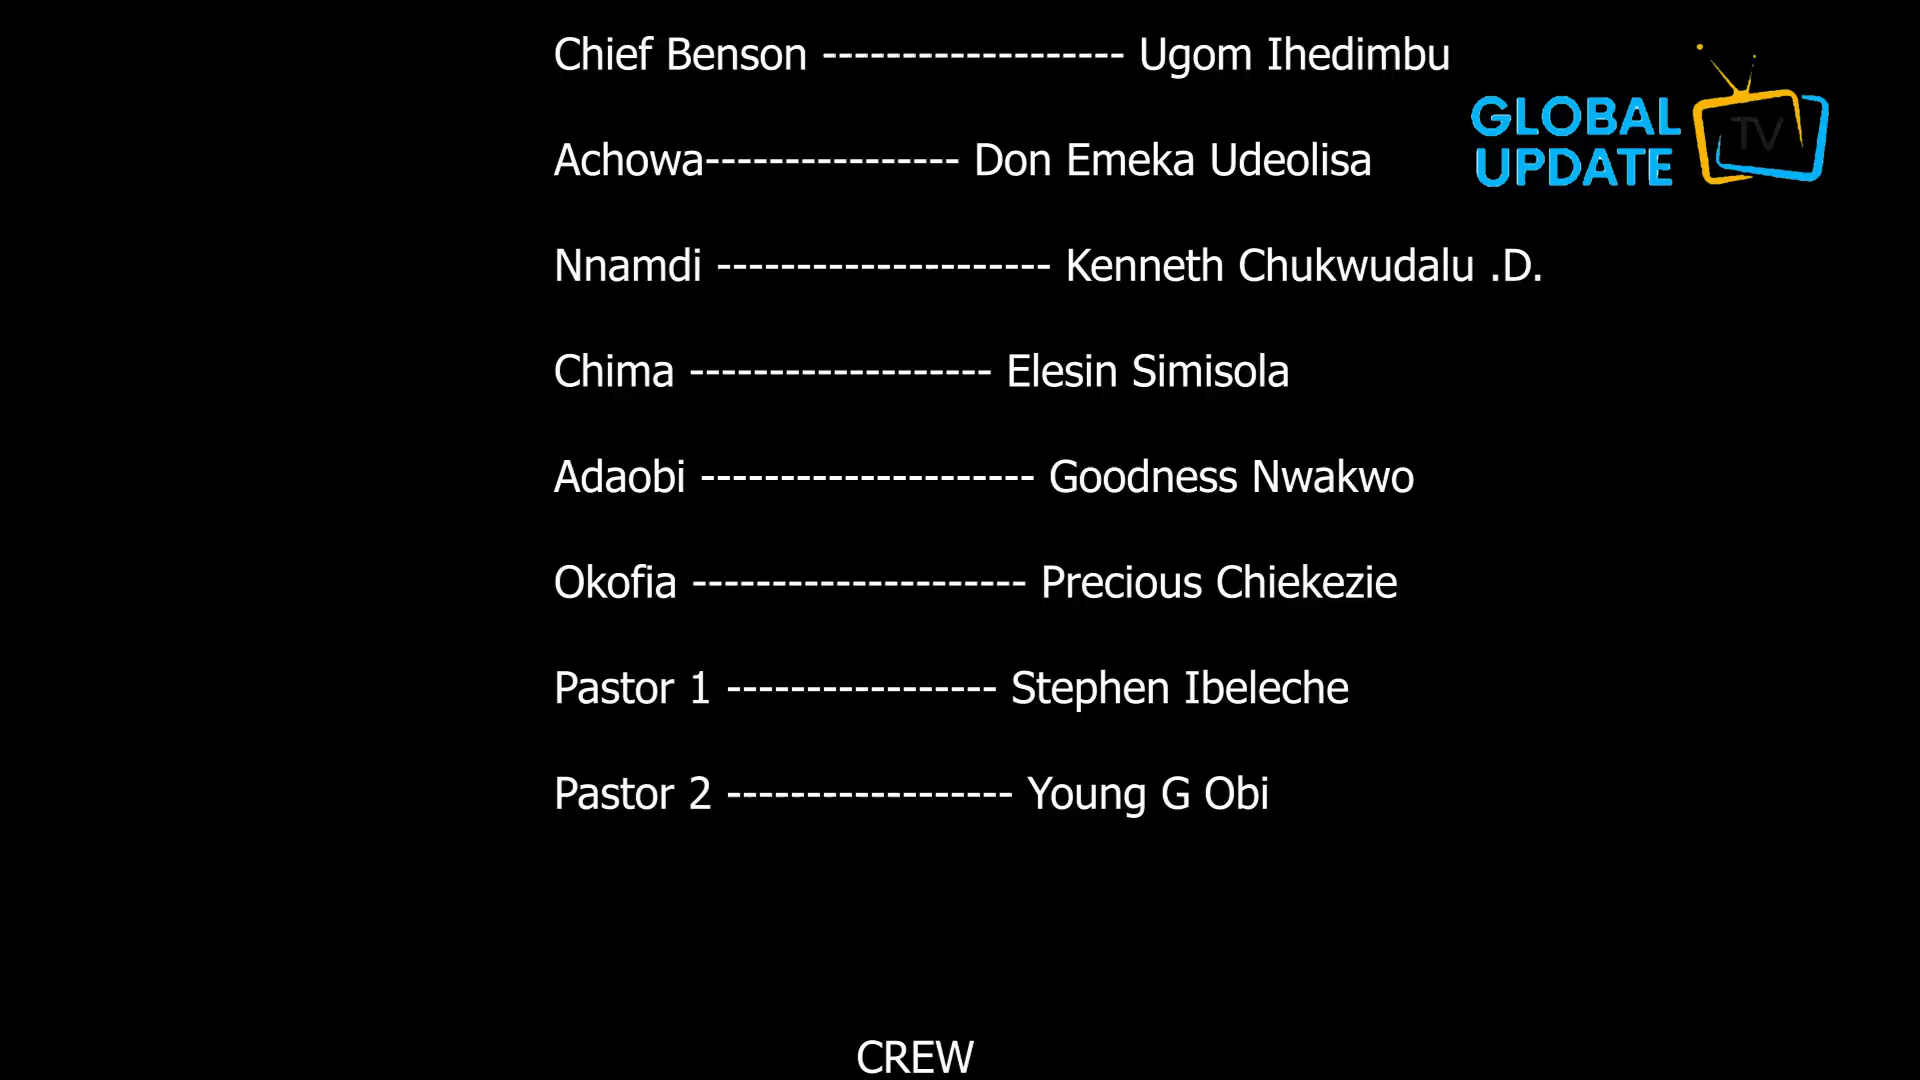 Chief Benson ------------------- Ugom Ihedimbu
GLOBAL
UPDATE
TV
Achowa---------------- Don Emeka Udeolisa
Nnamdi --------------------- Kenneth Chukwudalu .D.
Chima ------------------- Elesin Simisola
Adaobi --------------------- Goodness Nwakwo
Okofia --------------------- Precious Chiekezie
Pastor 1 ----------------- Stephen Ibeleche
Pastor 2 ------------------ Young G Obi
CREW